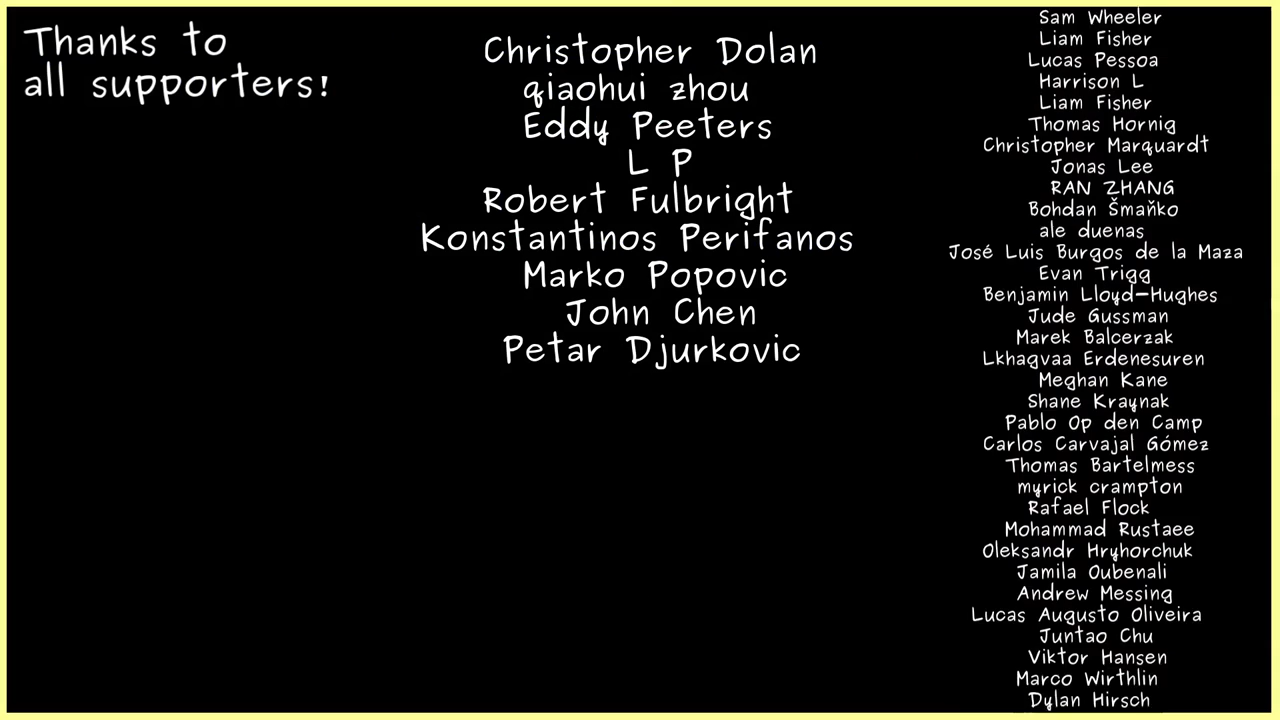 Thanks to
all supporters!
Christopher Dolan
qiaohui zhou
Eddy Peeters
L P
Robert Fulbright
Konstantinos Perifanos
Marko Popovic
John Chen
Petar Djurkovic
Sam Wheeler
Liam Fisher
Lucas Pessoa
Harrison L
Liam Fisher
Thomas Hornig
Christopher Marquardt
Jonas Lee
RAN ZHANG
Bohdan Šmaňko
ale duenas
José Luis Burgos de la Maza
Evan Trigg
Benjamin Lloyd-Hughes
Jude Gussman
Marek Balcerzak
Lkhagvaa Erdenesuren
Meghan Kane
Shane Kraynak
Pablo Op den Camp
Carlos Carvajal Gómez
Thomas Bartelmess
myrick crampton
Rafael Flock
Mohammad Rustaee
Oleksandr Hryhorchuk
Jamila Oubenali
Andrew Messing
Lucas Augusto Oliveira
Juntao Chu
Viktor Hansen
Marco Wirthlin
Dylan Hirsch